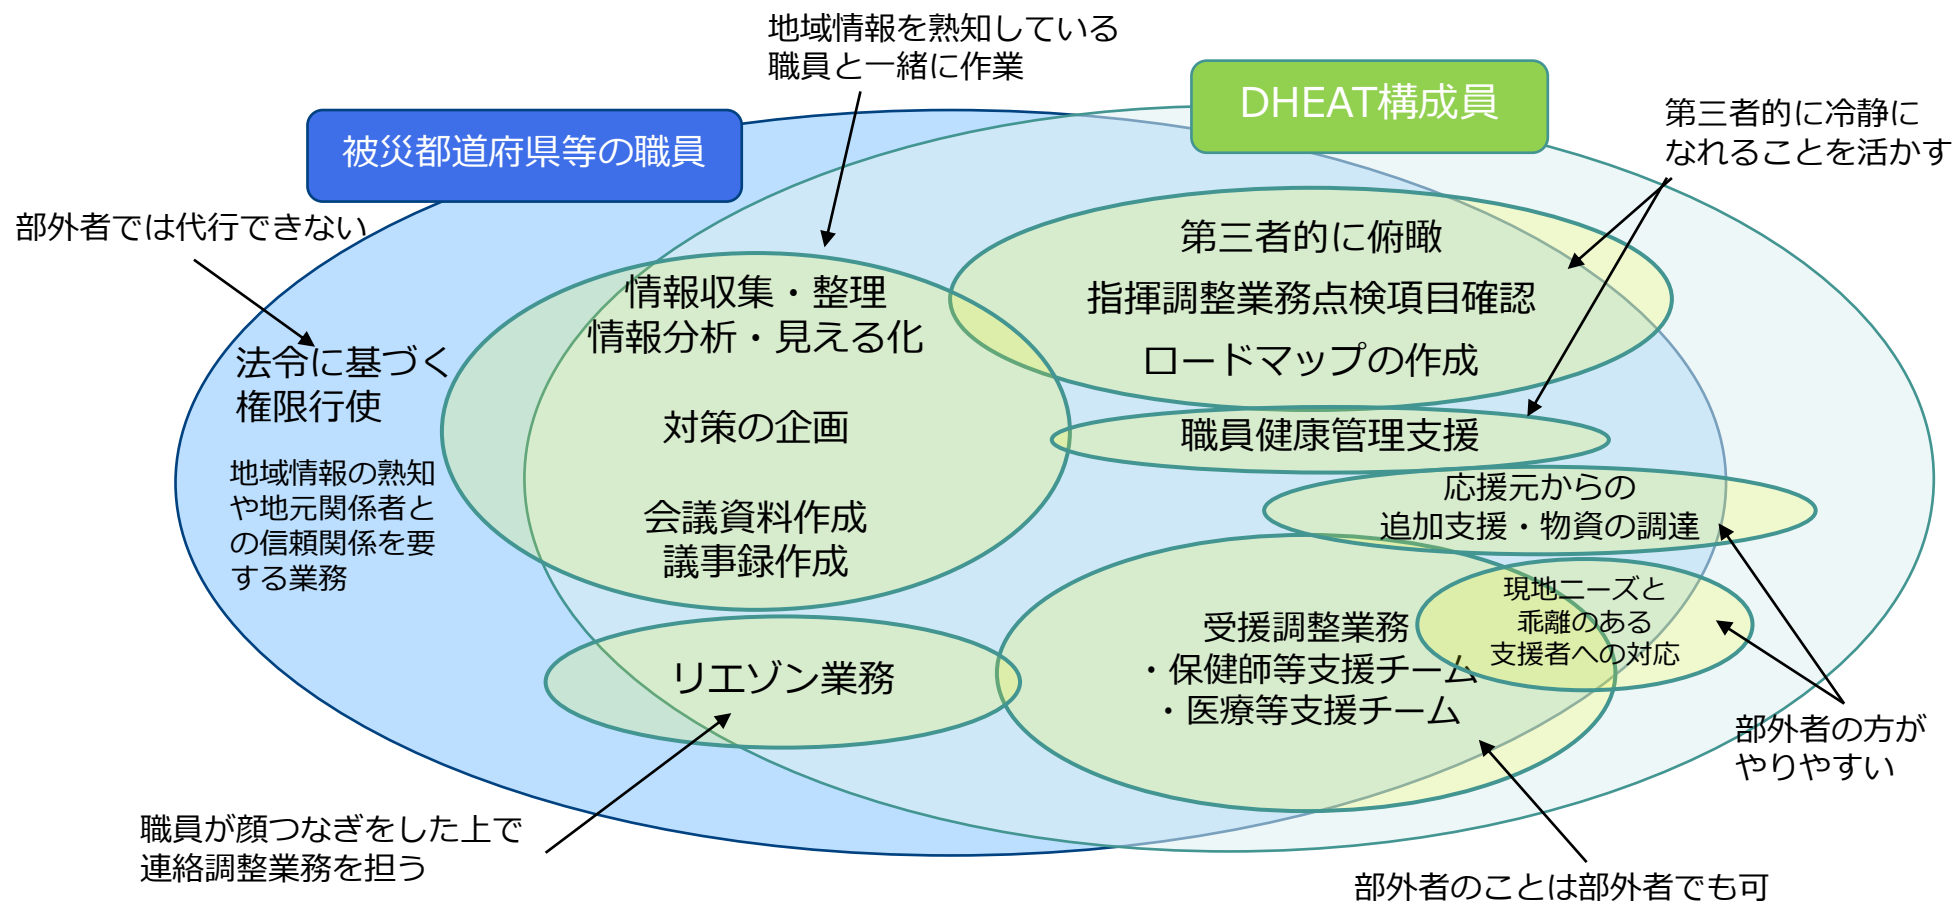 地域情報を熟知している
職員と一緒に作業
DHEAT構成員
第三者的に冷静に
なれることを活かす
被災都道府県等の職員
部外者では代行できない
第三者的に俯瞰
指揮調整業務点検項目確認
ロードマップの作成
情報収集・整理
情報分析・見える化
対策の企画
会議資料作成
議事録作成
法令に基づく
権限行使
地域情報の熟知
や地元関係者と
の信頼関係を要
する業務
職員健康管理支援
応援元からの
追加支援・物資の調達
現地ニーズと
乖離のある
支援者への対応
受援調整業務
・保健師等支援チーム
・医療等支援チーム
リエゾン業務
部外者の方が
やりやすい
職員が顔つなぎをした上で
連絡調整業務を担う
部外者のことは部外者でも可